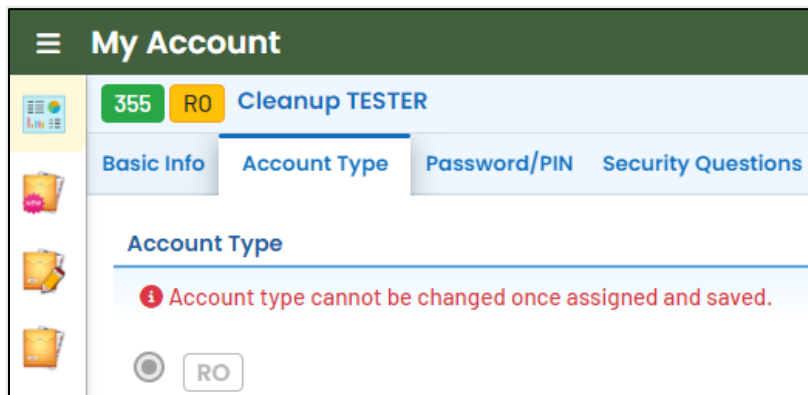 My Account
355 RO Cleanup TESTER
Basic Info Account Type Password/PIN Security Questions
NEW
Account Type
Account type cannot be changed once assigned and saved.
RO